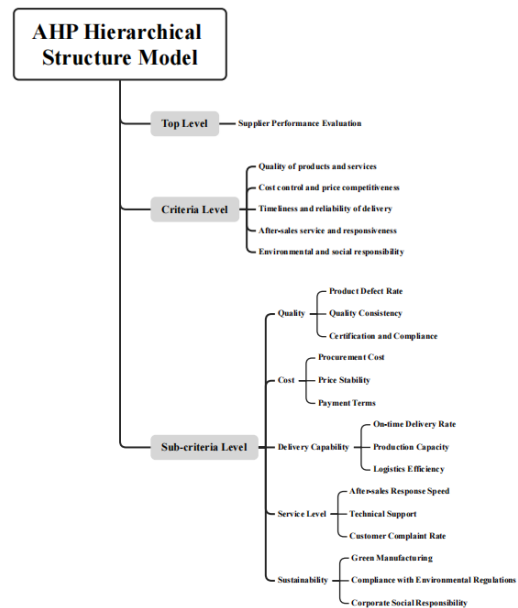 AHP Hierarchical
Structure Model
Top Level
Supplier Performance Evaluation
Criteria Level
Quality of products and services
Cost control and price competitiveness
Timeliness and reliability of delivery
After-sales service and responsiveness
Environmental and social responsibility
Sub-criteria Level
Quality
Product Defect Rate
Quality Consistency
Certification and Compliance
Cost
Procurement Cost
Price Stability
Payment Terms
Delivery Capability
On-time Delivery Rate
Production Capacity
Logistics Efficiency
Service Level
After-sales Response Speed
Technical Support
Customer Complaint Rate
Sustainability
Green Manufacturing
Compliance with Environmental Regulations
Corporate Social Responsibility